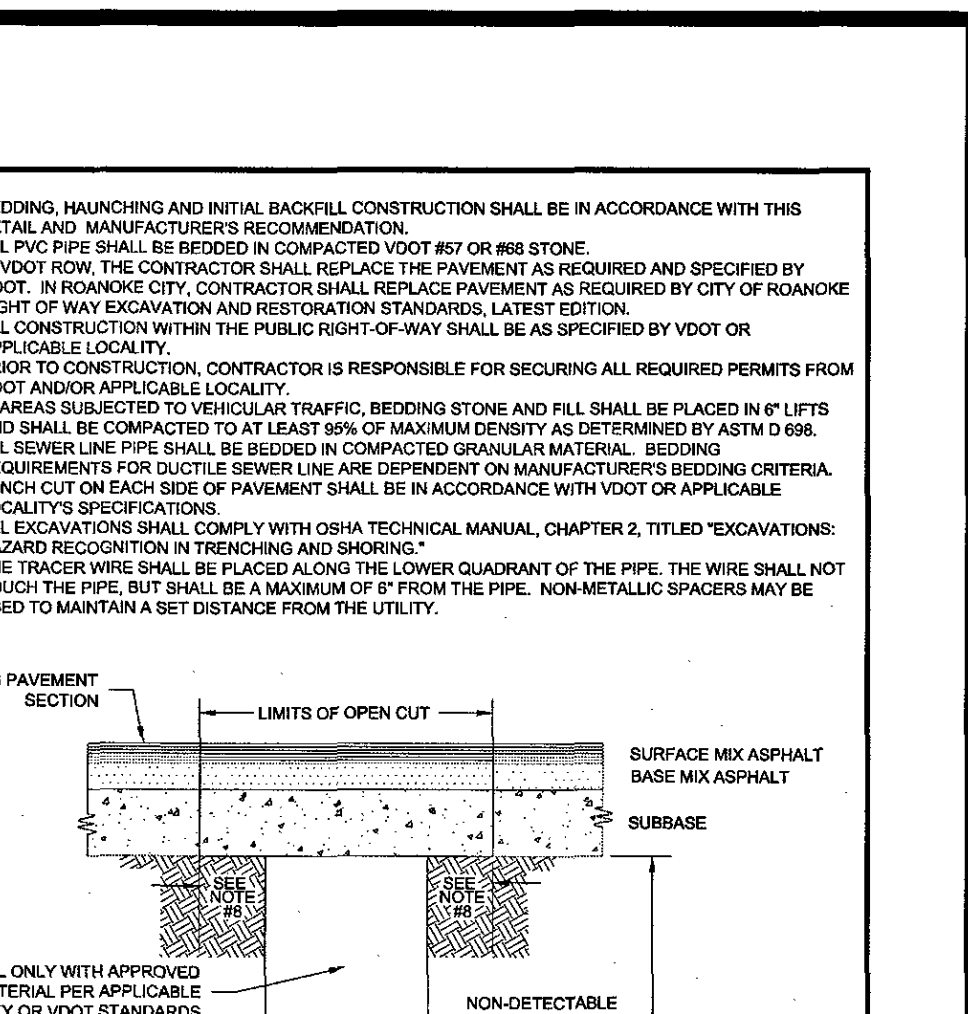 DDING, HAUNCHING AND INITIAL BACKFILL CONSTRUCTION SHALL BE IN ACCORDANCE WITH THIS
TAIL AND MANUFACTURER'S RECOMMENDATION.
L PVC PIPE SHALL BE BEDDED IN COMPACTED VDOT #57 OR #68 STONE.
VDOT ROW, THE CONTRACTOR SHALL REPLACE THE PAVEMENT AS REQUIRED AND SPECIFIED BY
OT. IN ROANOKE CITY, CONTRACTOR SHALL REPLACE PAVEMENT AS REQUIRED BY CITY OF ROANOKE
GHT OF WAY EXCAVATION AND RESTORATION STANDARDS, LATEST EDITION.
L CONSTRUCTION WITHIN THE PUBLIC RIGHT-OF-WAY SHALL BE AS SPECIFIED BY VDOT OR
PLICABLE LOCALITY.
IOR TO CONSTRUCTION, CONTRACTOR IS RESPONSIBLE FOR SECURING ALL REQUIRED PERMITS FROM
OT AND/OR APPLICABLE LOCALITY.
AREAS SUBJECTED TO VEHICULAR TRAFFIC, BEDDING STONE AND FILL SHALL BE PLACED IN 6" LIFTS
ND SHALL BE COMPACTED TO AT LEAST 95% OF MAXIMUM DENSITY AS DETERMINED BY ASTM D 698.
L SEWER LINE PIPE SHALL BE BEDDED IN COMPACTED GRANULAR MATERIAL. BEDDING
QUIREMENTS FOR DUCTILE SEWER LINE ARE DEPENDENT ON MANUFACTURER'S BEDDING CRITERIA.
NCH CUT ON EACH SIDE OF PAVEMENT SHALL BE IN ACCORDANCE WITH VDOT OR APPLICABLE
CALITY'S SPECIFICATIONS.
L EXCAVATIONS SHALL COMPLY WITH OSHA TECHNICAL MANUAL, CHAPTER 2, TITLED "EXCAVATIONS:
ZARD RECOGNITION IN TRENCHING AND SHORING."
E TRACER WIRE SHALL BE PLACED ALONG THE LOWER QUADRANT OF THE PIPE. THE WIRE SHALL NOT
UCH THE PIPE, BUT SHALL BE A MAXIMUM OF 6" FROM THE PIPE. NON-METALLIC SPACERS MAY BE
ED TO MAINTAIN A SET DISTANCE FROM THE UTILITY.
PAVEMENT
SECTION
LIMITS OF OPEN CUT
SURFACE MIX ASPHALT
BASE MIX ASPHALT
SUBBASE
SEE
NOTE
#8
SEE
NOTE
#8
L ONLY WITH APPROVED
TERIAL PER APPLICABLE
Y OR VDOT STANDARDS
NON-DETECTABLE